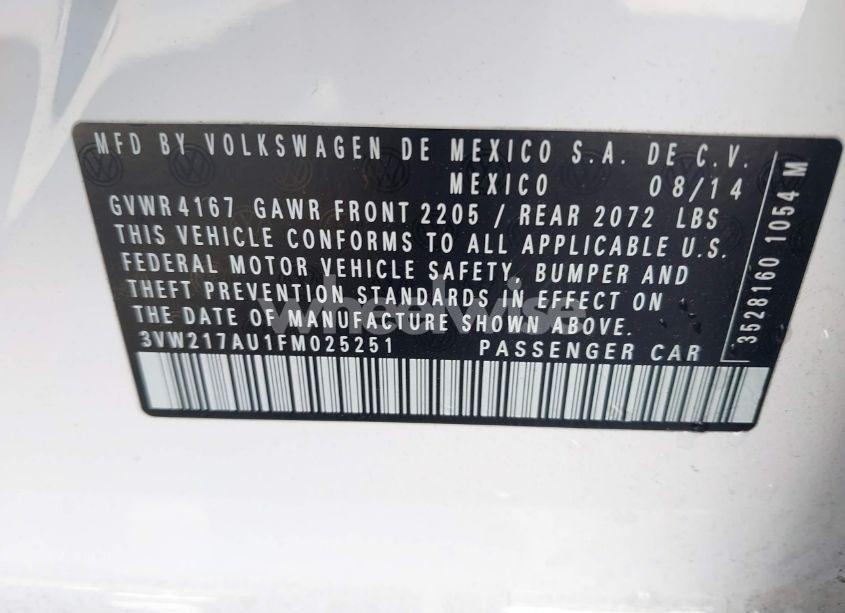 MFD BY VOLKSWAGEN DE MEXICO S.A. DE C.V.
MEXICO 08/14
GVWR 4167 GAWR FRONT 2205 / REAR 2072 LBS
THIS VEHICLE CONFORMS TO ALL APPLICABLE U.S.
FEDERAL MOTOR VEHICLE SAFETY, BUMPER AND
THEFT PREVENTION STANDARDS IN EFFECT ON
THE DATE OF MANUFACTURE SHOWN ABOVE.
3VW217AU1FM025251 PASSENGER CAR
3528160 1054 M
wheelwise